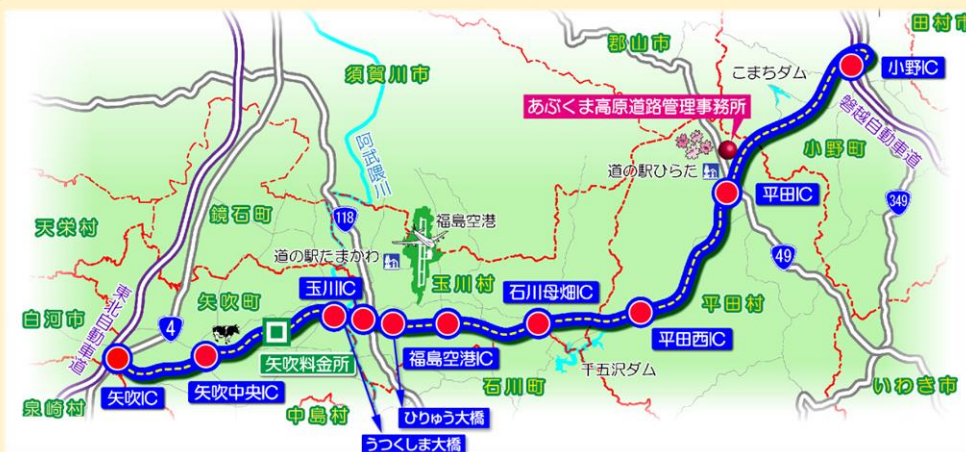 田村市
郡山市
こまちダム
小野IC
須賀川市
あぶくま高原道路管理事務所
磐越自動車道
小野町
阿武隈川
道の駅ひらた
平田IC
天栄村
鏡石町
118
福島空港
349
道の駅たまかわ
49
玉川IC
玉川村
石川母畑IC
平田村
矢吹町
白河市
東北自動車道
4
矢吹料金所
福島空港IC
平田西IC
千五沢ダム
矢吹IC
矢吹中央IC
石川町
いわき市
泉崎村
中島村
ひりゅう大橋
うつくしま大橋